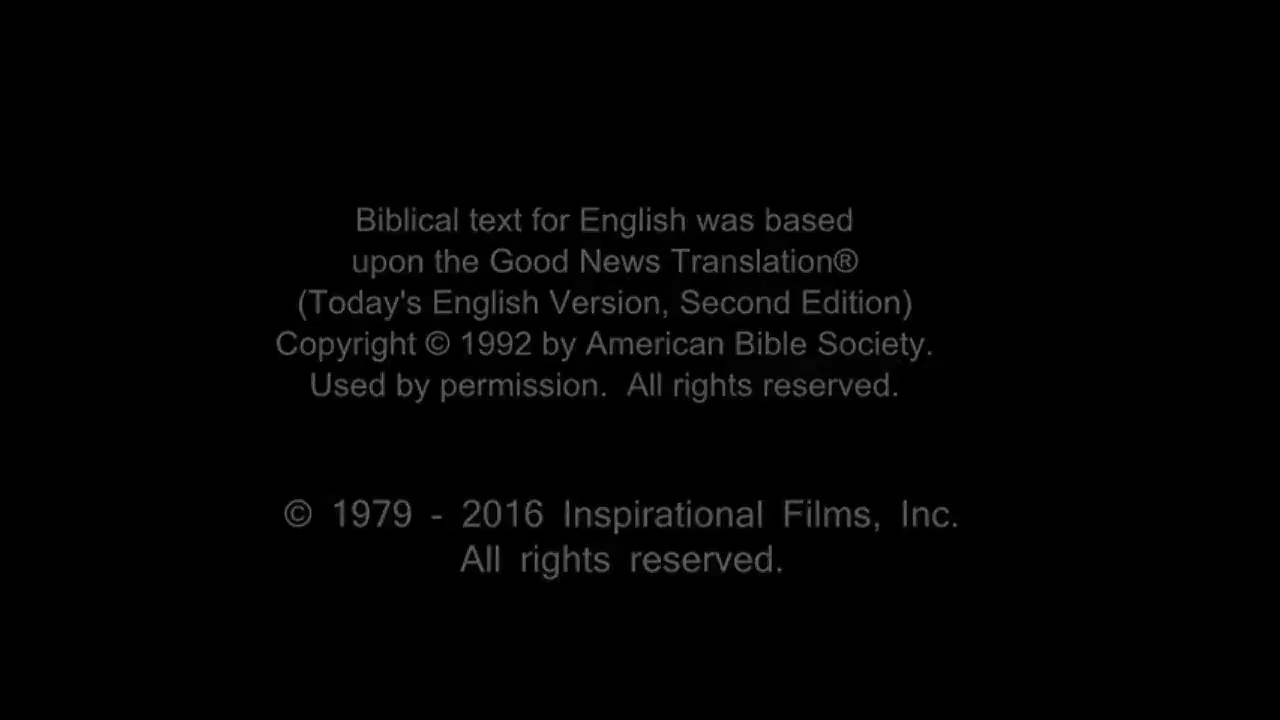 Biblical text for English was based
upon the Good News Translation®
(Today's English Version, Second Edition)
Copyright © 1992 by American Bible Society.
Used by permission.  All rights reserved.
© 1979 - 2016 Inspirational Films, Inc.
All rights reserved.